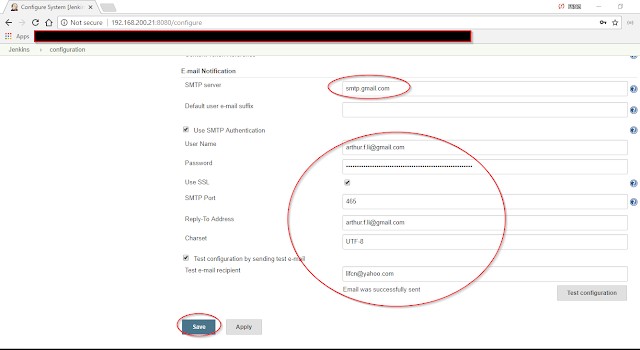 Configure System [Jenki
Not secure | 192.168.200.21:8080/configure
Apps
Jenkins › configuration
E-mail Notification
SMTP server
smtp.gmail.com
Default user e-mail suffix
Use SMTP Authentication
User Name
arthur.f.li@gmail.com
Password
Use SSL
SMTP Port
465
Reply-To Address
arthur.f.li@gmail.com
Charset
UTF-8
Test configuration by sending test e-mail
Test e-mail recipient
lifcn@yahoo.com
Email was successfully sent
Test configuration
Save
Apply